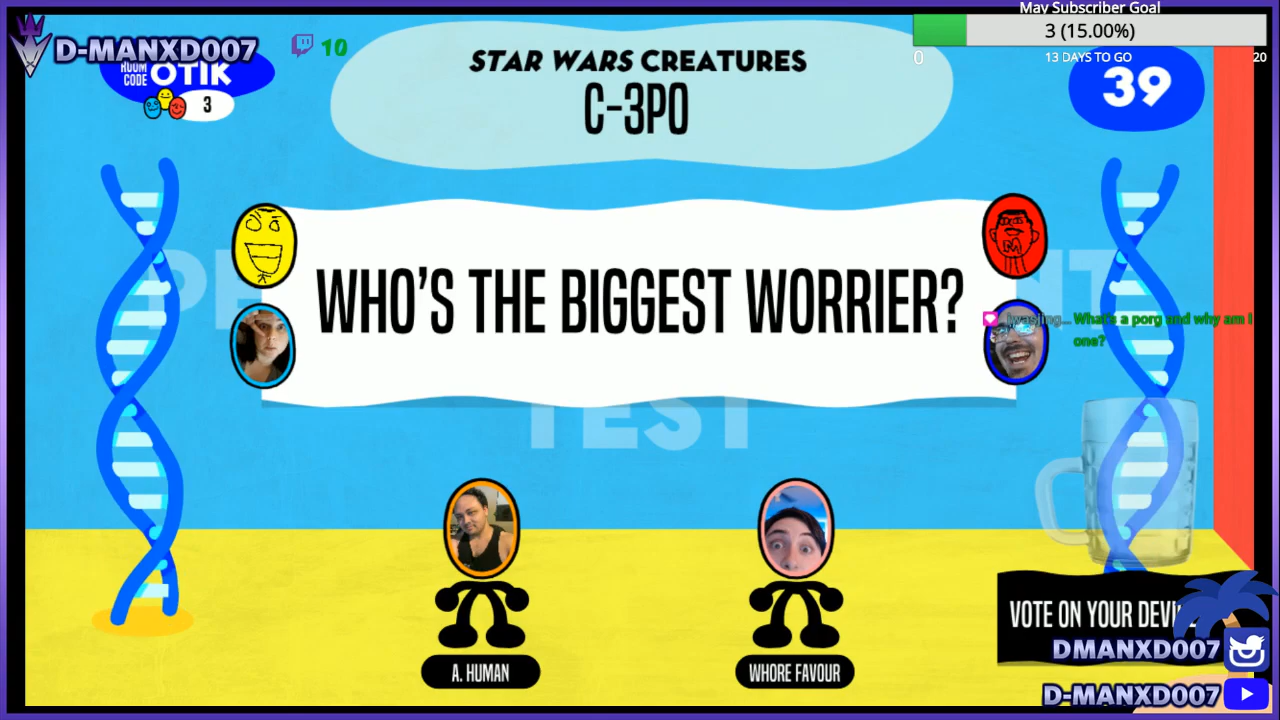 May Subscriber Goal
D-MANXD007
10
3 (15.00%)
0
13 DAYS TO GO
20
ROOM CODE
OTIK
3
STAR WARS CREATURES
C-3PO
39
WHO'S THE BIGGEST WORRIER?
What's a porg and why am I
one?
TEST
A. HUMAN
WHORE FAVOUR
VOTE ON YOUR
DMANXD007
D-MANXD007
M